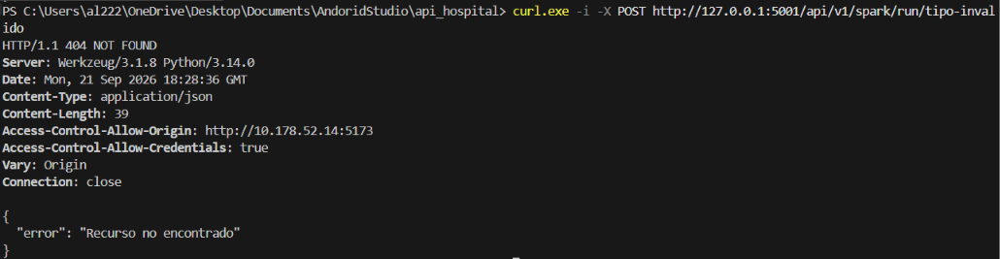 PS C:\Users\al222\OneDrive\Desktop\Documents\AndoridStudio\api_hospital> curl.exe -i -X POST http://127.0.0.1:5001/api/v1/spark/run/tipo-inval
ido
HTTP/1.1 404 NOT FOUND
Server: Werkzeug/3.1.8 Python/3.14.0
Date: Mon, 21 Sep 2026 18:28:36 GMT
Content-Type: application/json
Content-Length: 39
Access-Control-Allow-Origin: http://10.178.52.14:5173
Access-Control-Allow-Credentials: true
Vary: Origin
Connection: close

{
  "error": "Recurso no encontrado"
}